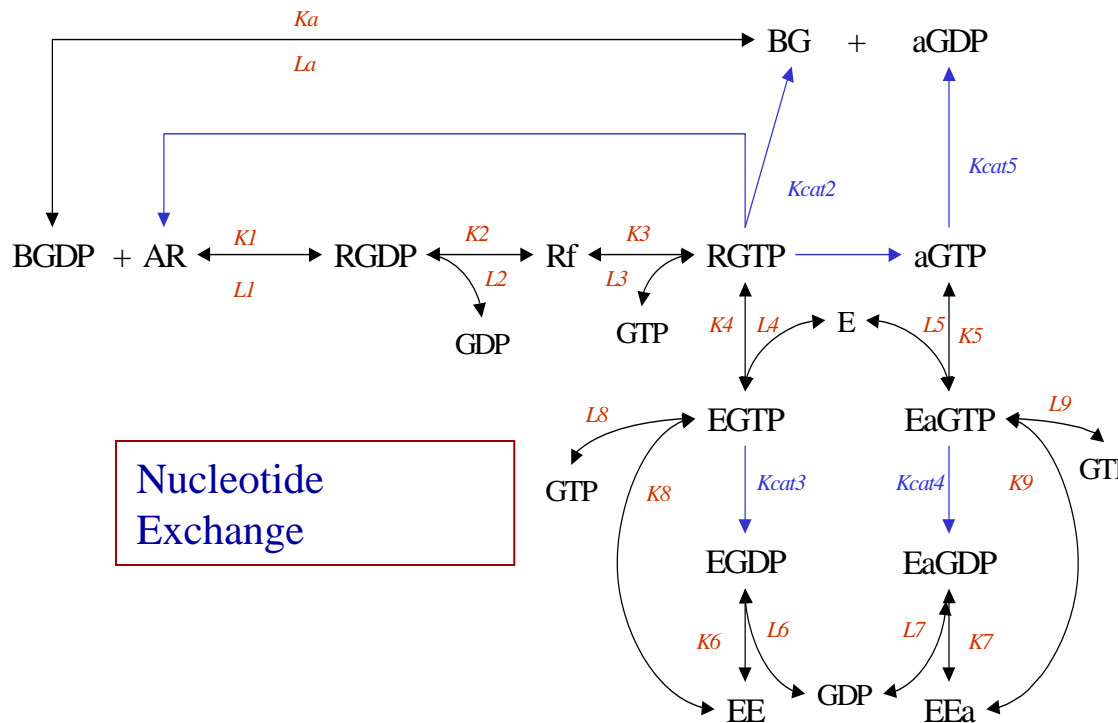 Ka
BG + aGDP
La
Kcat2
Kcat5
BGDP + AR
K1
L1
RGDP
K2
L2
Rf
K3
L3
RGTP
aGTP
GDP
GTP
K4
L4
E
L5
K5
L8
EGTP
EaGTP
L9
GTP
K8
Kcat3
Kcat4
K9
Nucleotide
Exchange
EGDP
EaGDP
K6
L6
L7
K7
GDP
EE
EEa